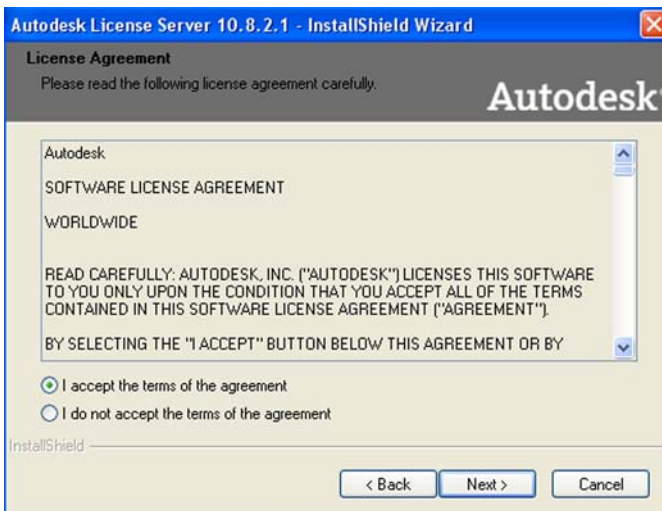 Autodesk License Server 10.8.2.1 - InstallShield Wizard
License Agreement
Please read the following license agreement carefully.
Autodesk
Autodesk
SOFTWARE LICENSE AGREEMENT
WORLDWIDE
READ CAREFULLY: AUTODESK, INC. ("AUTODESK") LICENSES THIS SOFTWARE
TO YOU ONLY UPON THE CONDITION THAT YOU ACCEPT ALL OF THE TERMS
CONTAINED IN THIS SOFTWARE LICENSE AGREEMENT ("AGREEMENT").
BY SELECTING THE "I ACCEPT" BUTTON BELOW THIS AGREEMENT OR BY
I accept the terms of the agreement
I do not accept the terms of the agreement
InstallShield
< Back Next > Cancel